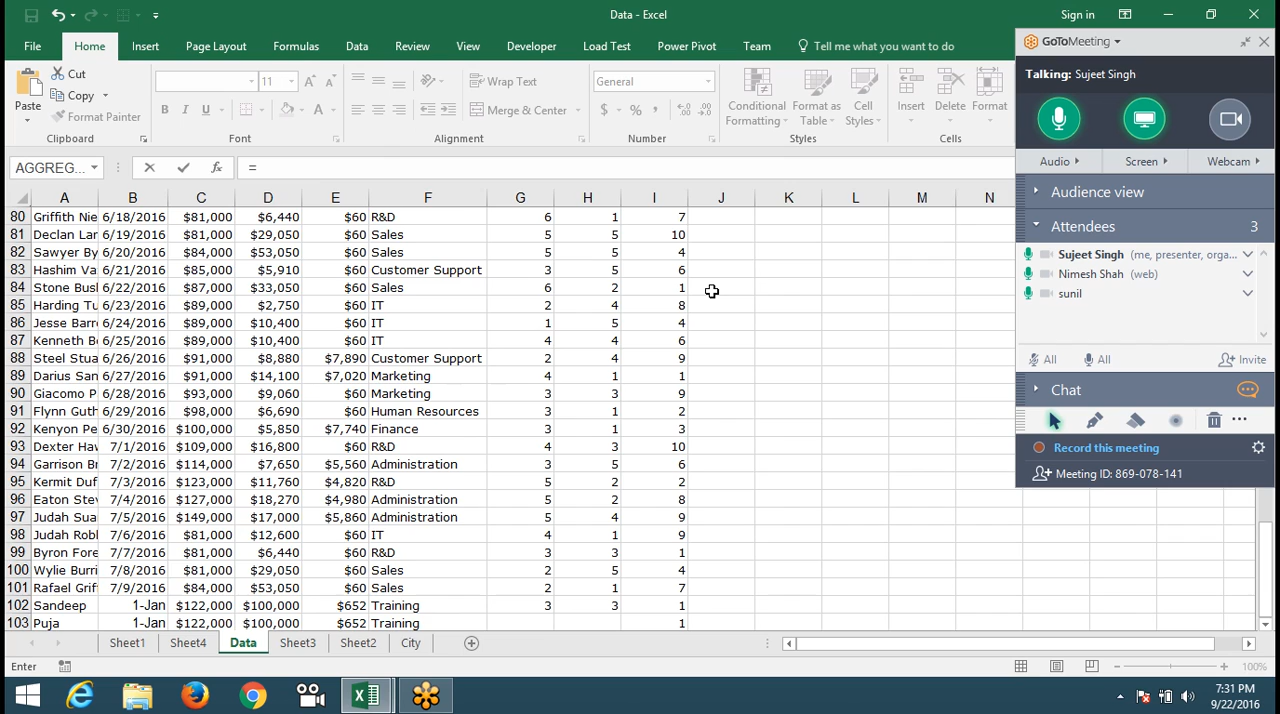 Data - Excel
Sign in
File Home Insert Page Layout Formulas Data Review View Developer Load Test Power Pivot Team Tell me what you want to do
Paste Cut Copy Format Painter
11
B I U
Wrap Text
Merge & Center
General
$ % ,
Conditional Formatting Format as Table Cell Styles Insert Delete Format
Clipboard Font Alignment Number Styles Cells
AGGREG... fx =
A B C D E F G H I J K L M N
80 Griffith Nie 6/18/2016 $81,000 $6,440 $60 R&D 6 1 7
81 Declan Lar 6/19/2016 $81,000 $29,050 $60 Sales 5 5 10
82 Sawyer By 6/20/2016 $84,000 $53,050 $60 Sales 5 5 4
83 Hashim Va 6/21/2016 $85,000 $5,910 $60 Customer Support 3 5 6
84 Stone Busl 6/22/2016 $87,000 $33,050 $60 Sales 6 2 1
85 Harding Tu 6/23/2016 $89,000 $2,750 $60 IT 2 4 8
86 Jesse Barr 6/24/2016 $89,000 $10,400 $60 IT 1 5 4
87 Kenneth B 6/25/2016 $89,000 $10,400 $60 IT 4 4 6
88 Steel Stua 6/26/2016 $91,000 $8,880 $7,890 Customer Support 2 4 9
89 Darius San 6/27/2016 $91,000 $14,100 $7,020 Marketing 4 1 1
90 Giacomo P 6/28/2016 $93,000 $9,060 $60 Marketing 2 3 9
91 Flynn Guth 6/29/2016 $98,000 $6,690 $60 Human Resources 3 1 2
92 Kenyon Pe 6/30/2016 $100,000 $5,850 $7,740 Finance 3 1 3
93 Dexter Hav 7/1/2016 $109,000 $16,800 $60 R&D 4 3 10
94 Garrison B 7/2/2016 $114,000 $7,650 $5,560 Administration 3 5 6
95 Kermit Duf 7/3/2016 $123,000 $11,760 $4,820 R&D 5 2 2
96 Eaton Stev 7/4/2016 $127,000 $18,270 $4,980 Administration 5 2 8
97 Judah Sua 7/5/2016 $149,000 $17,000 $5,860 Administration 5 4 9
98 Judah Robl 7/6/2016 $81,000 $12,600 $60 IT 4 1 9
99 Byron Fore 7/7/2016 $81,000 $6,440 $60 R&D 3 3 1
100 Wylie Burri 7/8/2016 $81,000 $29,050 $60 Sales 2 5 4
101 Rafael Grif 7/9/2016 $84,000 $53,050 $60 Sales 2 1 7
102 Sandeep 1-Jan $122,000 $100,000 $652 Training 3 3 1
103 Puja 1-Jan $122,000 $100,000 $652 Training 1
Sheet1 Sheet4 Data Sheet3 Sheet2 City
Enter
100%
7:31 PM
9/22/2016
GoToMeeting
Talking: Sujeet Singh
Audio Screen Webcam
Audience view
Attendees 3
Sujeet Singh (me, presenter, orga...
Nimesh Shah (web)
sunil
All All Invite
Chat
Record this meeting
Meeting ID: 869-078-141